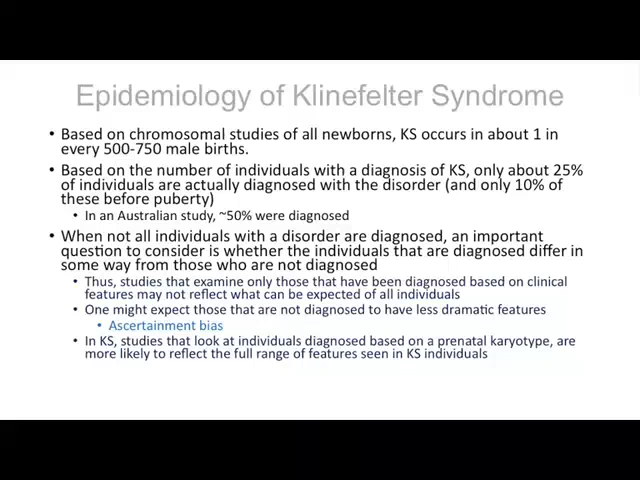 Epidemiology of Klinefelter Syndrome
• Based on chromosomal studies of all newborns, KS occurs in about 1 in
every 500-750 male births.
• Based on the number of individuals with a diagnosis of KS, only about 25%
of individuals are actually diagnosed with the disorder (and only 10% of
these before puberty)
• In an Australian study, ~50% were diagnosed
• When not all individuals with a disorder are diagnosed, an important
question to consider is whether the individuals that are diagnosed differ in
some way from those who are not diagnosed
• Thus, studies that examine only those that have been diagnosed based on clinical
features may not reflect what can be expected of all individuals
• One might expect those that are not diagnosed to have less dramatic features
• Ascertainment bias
• In KS, studies that look at individuals diagnosed based on a prenatal karyotype, are
more likely to reflect the full range of features seen in KS individuals